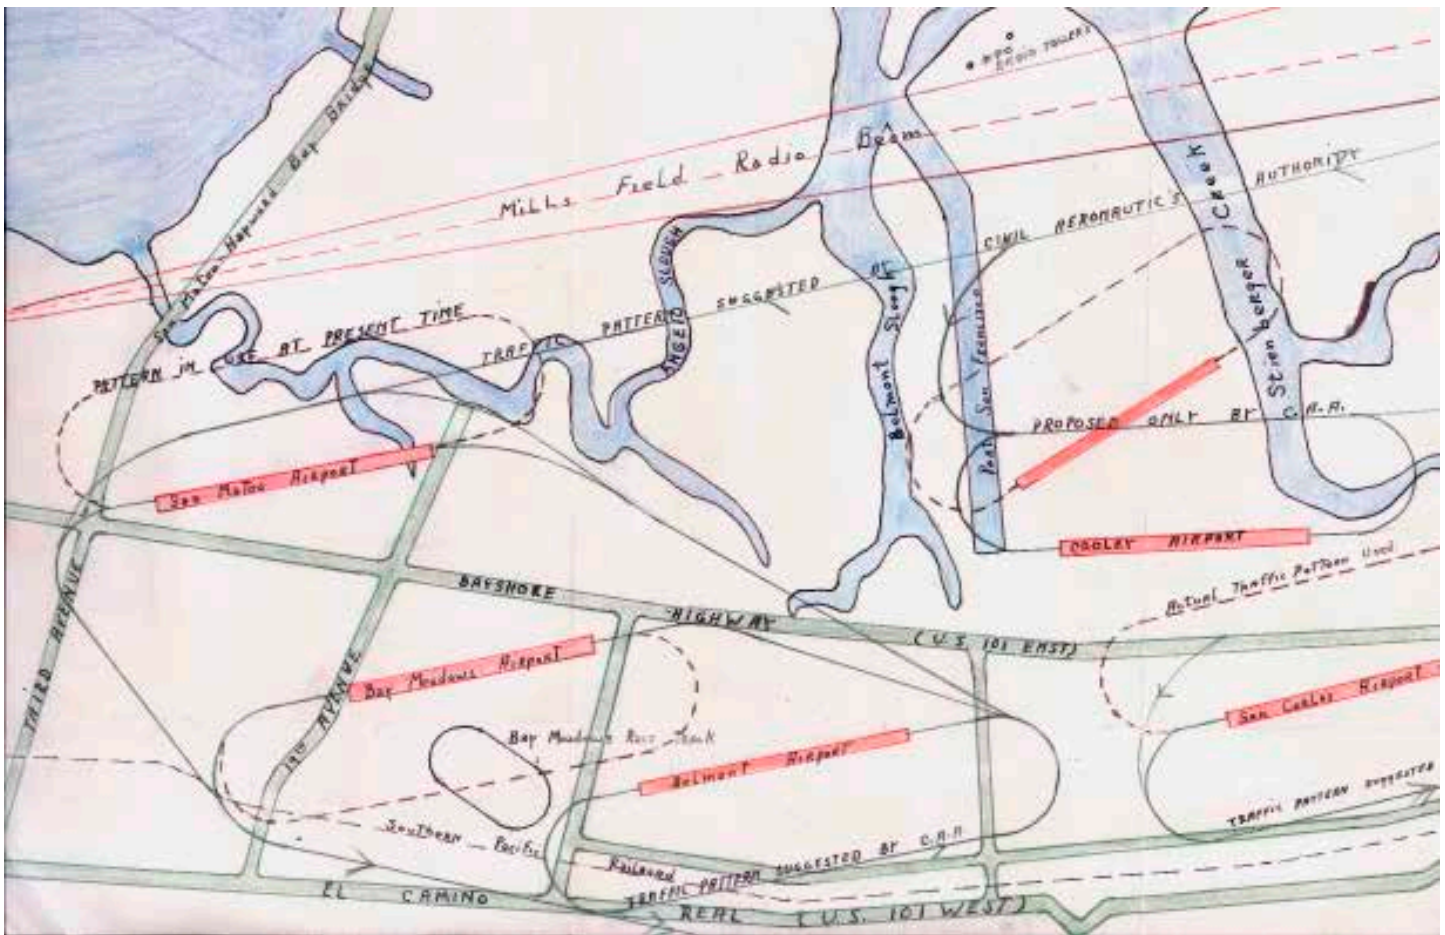 KPO RADIO TOWERS
San Mateo-Hayward Bay Bridge
Mills Field Radio Beam
CIVIL AERONAUTIC'S AUTHORITY
Steinberger Creek
ANGELO SLOUGH
TRAFFIC PATTERN SUGGESTED BY
PATTERN IN USE AT PRESENT TIME
Belmont Slough
Port San Francisco
PROPOSED ONLY BY C.A.A.
San Mateo Airport
COOLEY AIRPORT
Actual Traffic Pattern Used
BAYSHORE HIGHWAY (U.S. 101 EAST)
THIRD AVENUE
19TH AVENUE
Bay Meadows Airport
San Carlos Airport
Bay Meadows Race Track
Belmont Airport
TRAFFIC PATTERN SUGGESTED
Southern Pacific Railroad
TRAFFIC PATTERN SUGGESTED BY C.A.A.
EL CAMINO REAL (U.S. 101 WEST)